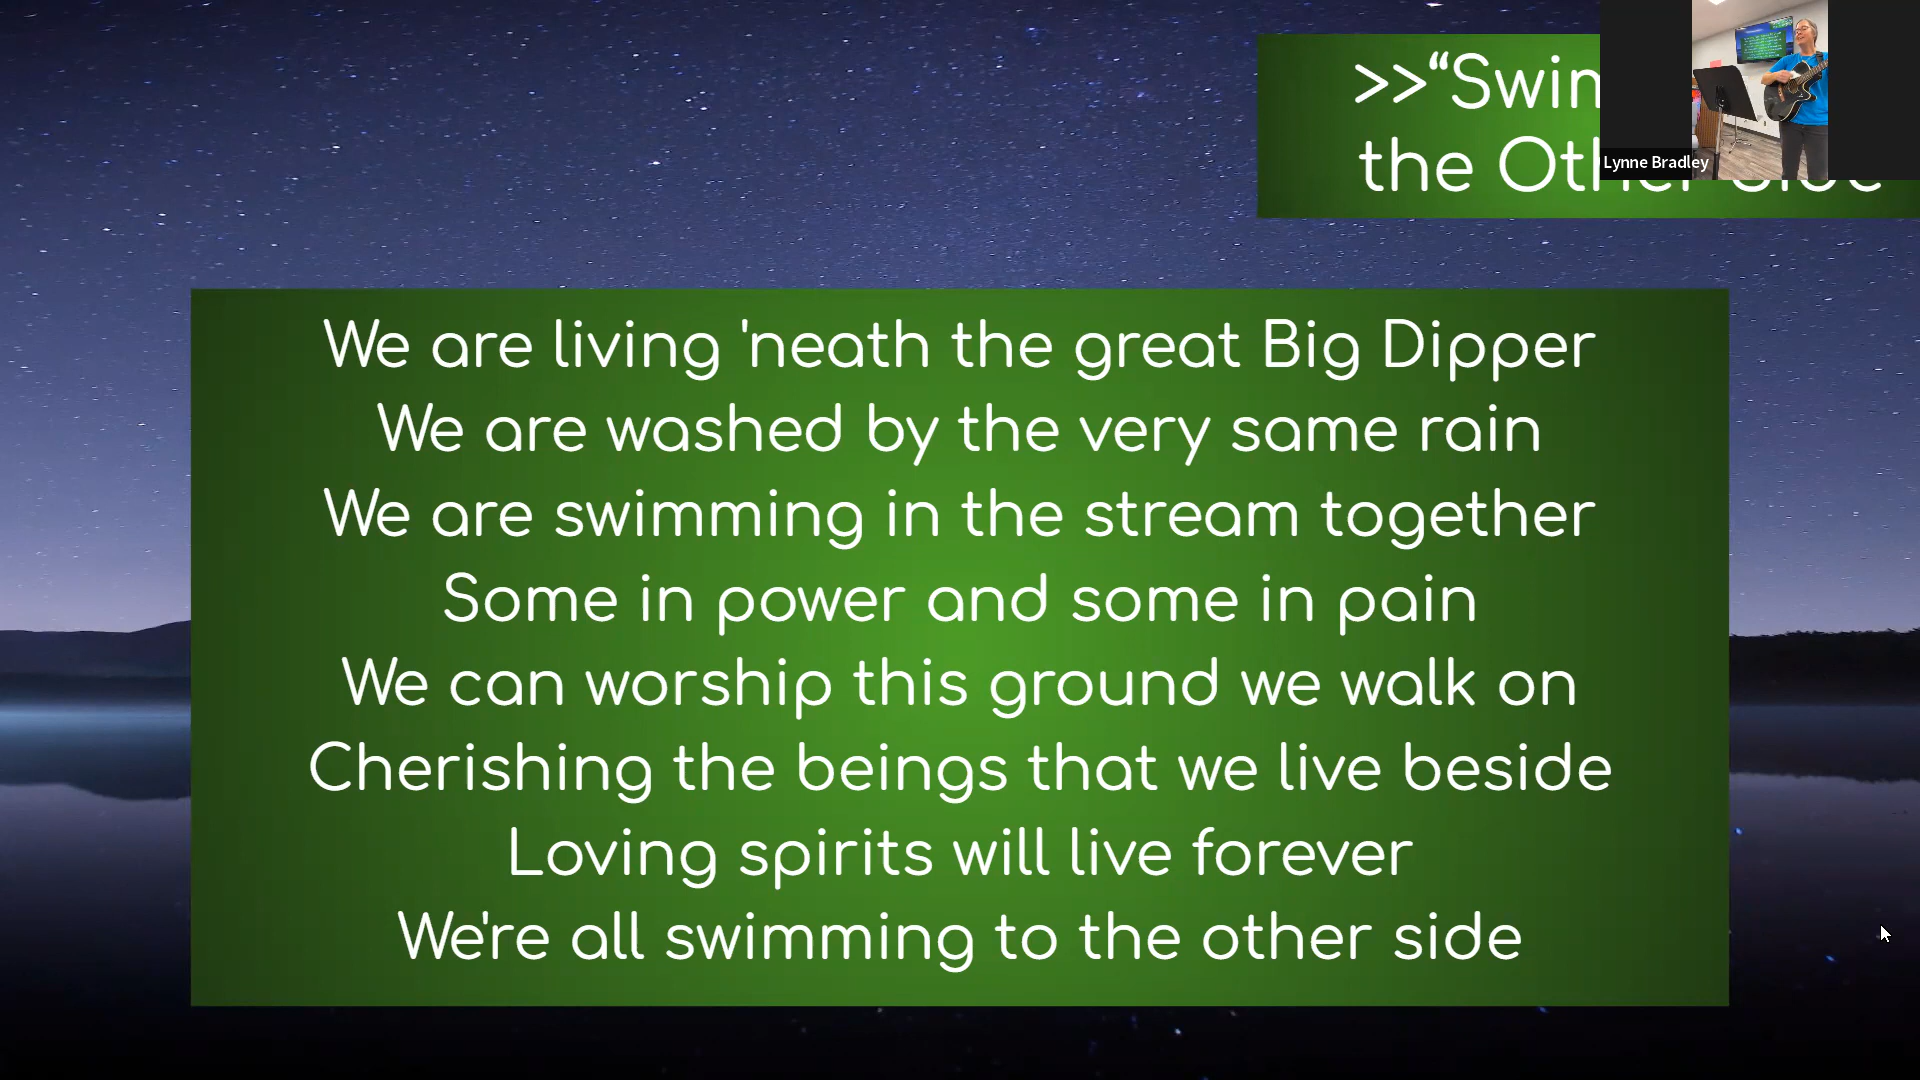 >>“Swim
the Other Side
Lynne Bradley
We are living 'neath the great Big Dipper
We are washed by the very same rain
We are swimming in the stream together
Some in power and some in pain
We can worship this ground we walk on
Cherishing the beings that we live beside
Loving spirits will live forever
We're all swimming to the other side